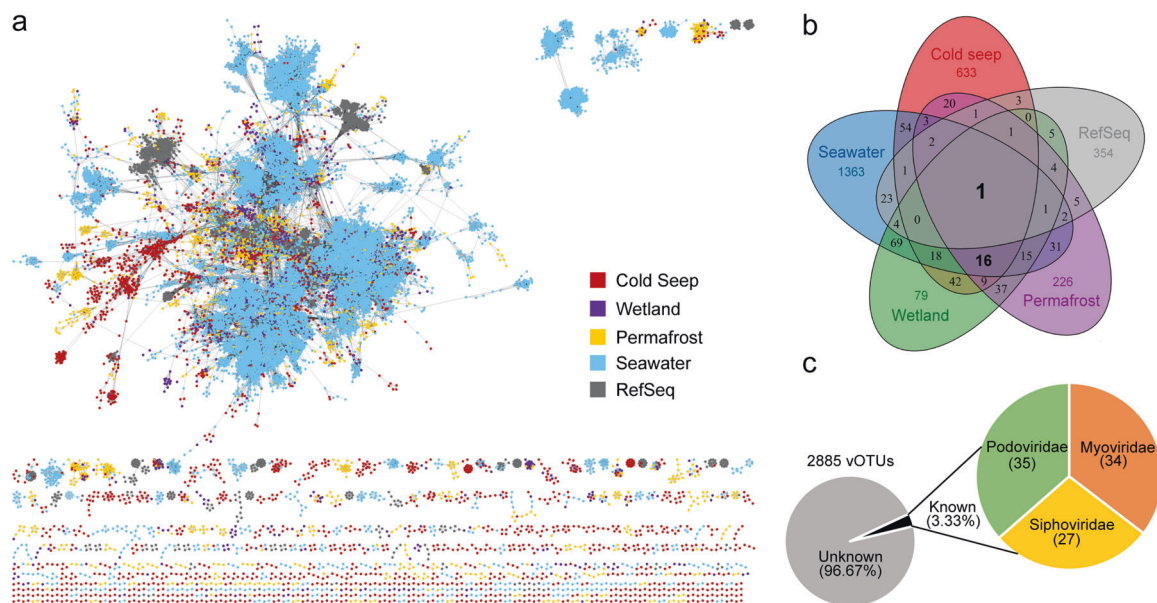 a
Cold Seep
Wetland
Permafrost
Seawater
RefSeq
b
Cold seep
633
20
3
0
54
3
1
1
5
RefSeq
354
Seawater
1363
2
1
4
5
23
1
1
2
4
0
69
31
18
16
15
42
9
37
79
Wetland
226
Permafrost
c
2885 vOTUs
Unknown
(96.67%)
Known
(3.33%)
Podoviridae
(35)
Myoviridae
(34)
Siphoviridae
(27)